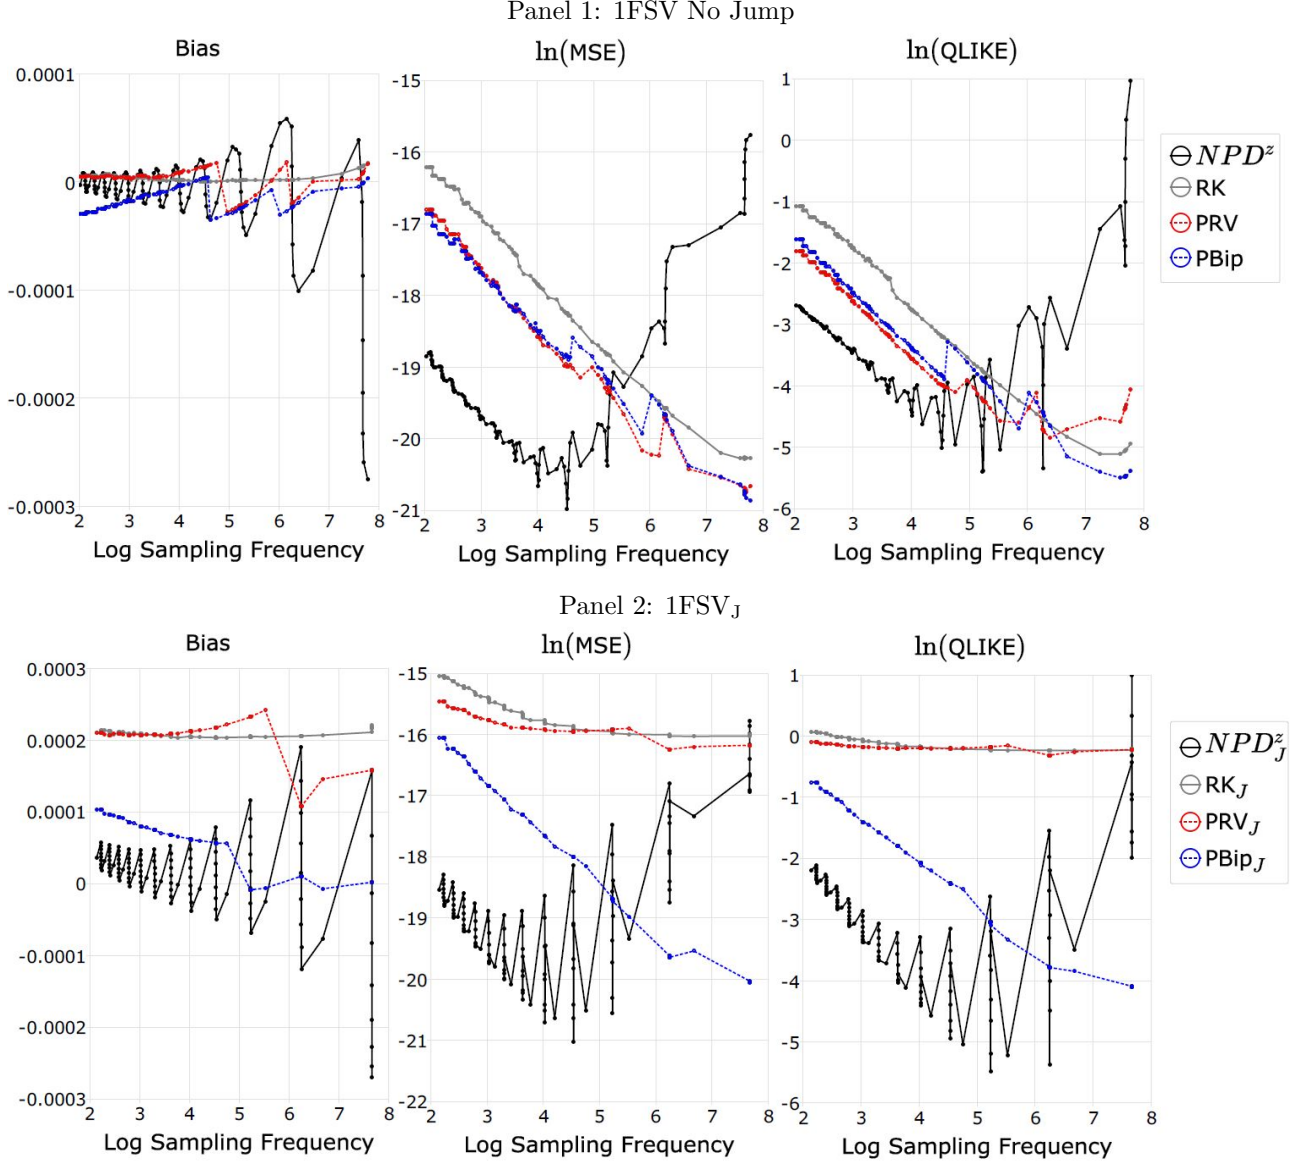 Panel 1: 1FSV No Jump
Bias
ln(MSE)
ln(QLIKE)
0.0001
0
-0.0001
-0.0002
-0.0003
2 3 4 5 6 7 8
Log Sampling Frequency
-15
-16
-17
-18
-19
-20
-21
2 3 4 5 6 7 8
Log Sampling Frequency
1
0
-1
-2
-3
-4
-5
-6
2 3 4 5 6 7 8
Log Sampling Frequency
NPD^z
RK
PRV
PBip
Panel 2: 1FSV_J
Bias
ln(MSE)
ln(QLIKE)
0.0003
0.0002
0.0001
0
-0.0001
-0.0002
-0.0003
2 3 4 5 6 7 8
Log Sampling Frequency
-15
-16
-17
-18
-19
-20
-21
-22
2 3 4 5 6 7 8
Log Sampling Frequency
1
0
-1
-2
-3
-4
-5
-6
2 3 4 5 6 7 8
Log Sampling Frequency
NPD^z_J
RK_J
PRV_J
PBip_J